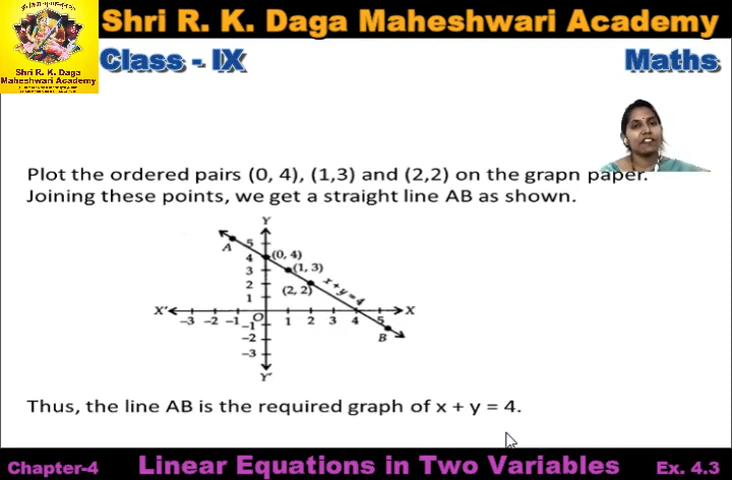 Shri R. K. Daga Maheshwari Academy
Shri R. K. Daga
Maheshwari Academy
Class - IX
Maths
Plot the ordered pairs (0, 4), (1,3) and (2,2) on the graph paper.
Joining these points, we get a straight line AB as shown.
Y
A
5
4
(0, 4)
3
(1, 3)
2
(2, 2)
x + y = 4
1
X'
O
X
-3 -2 -1 1 2 3 4 5
-1
-2
B
-3
Y'
Thus, the line AB is the required graph of x + y = 4.
Chapter-4 Linear Equations in Two Variables Ex. 4.3